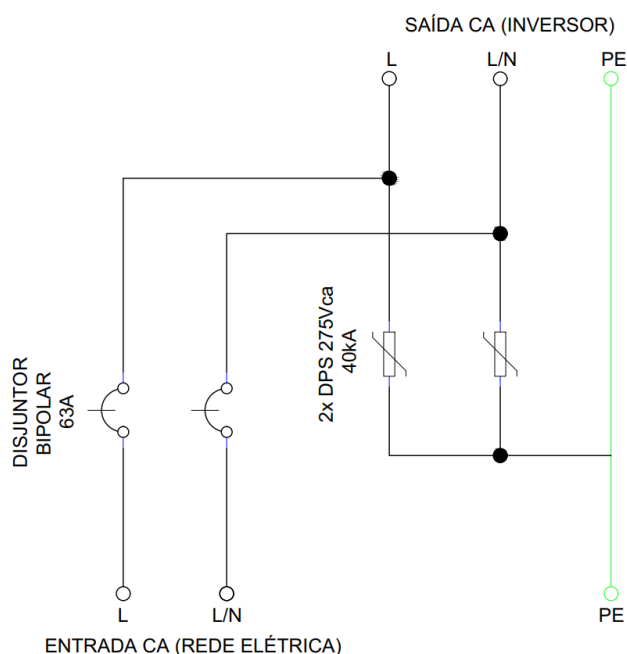 SAÍDA CA (INVERSOR)
L
L/N
PE
2x DPS 275Vca
40kA
DISJUNTOR
BIPOLAR
63A
L
L/N
PE
ENTRADA CA (REDE ELÉTRICA)